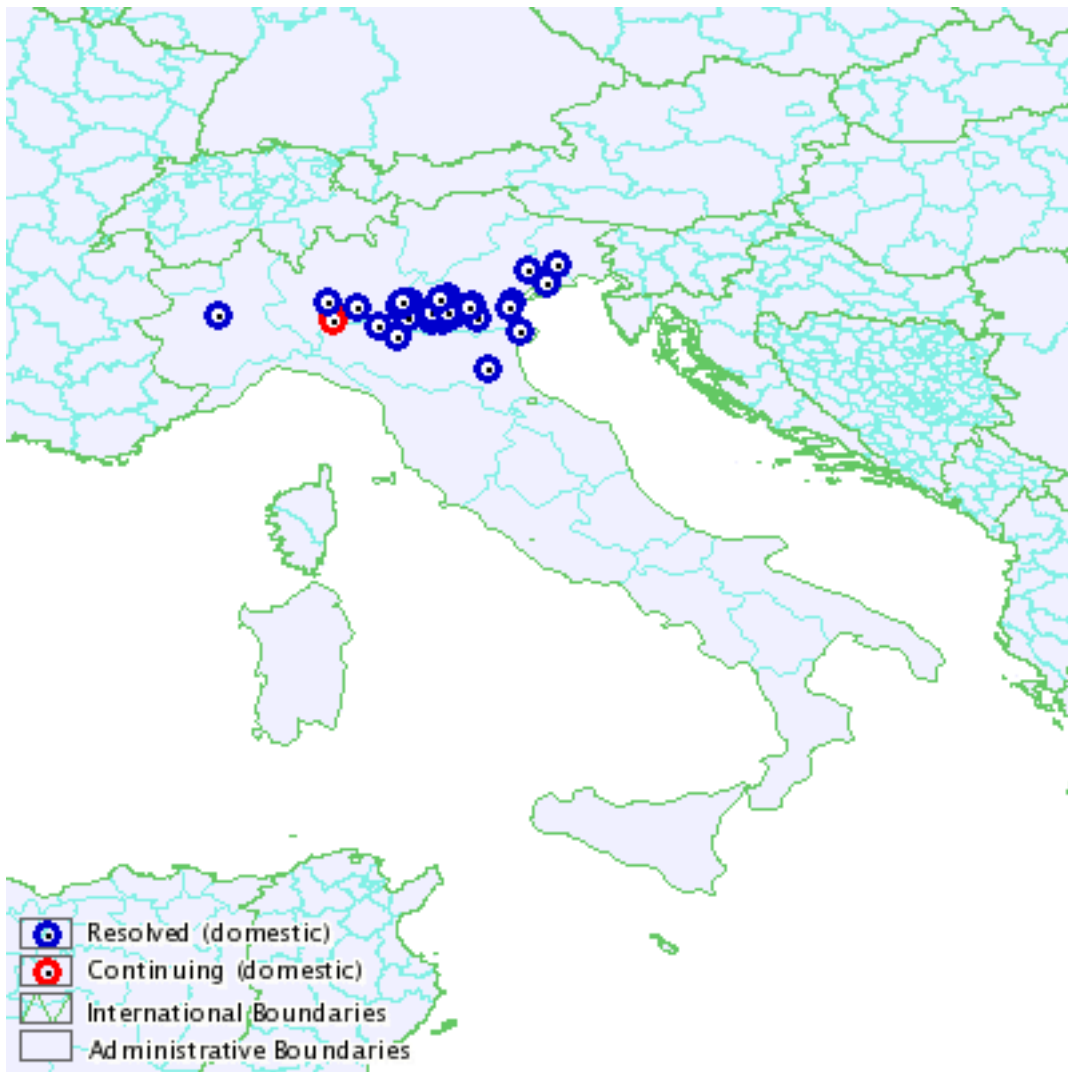 Resolved (domestic)
Continuing (domestic)
International Boundaries
Administrative Boundaries